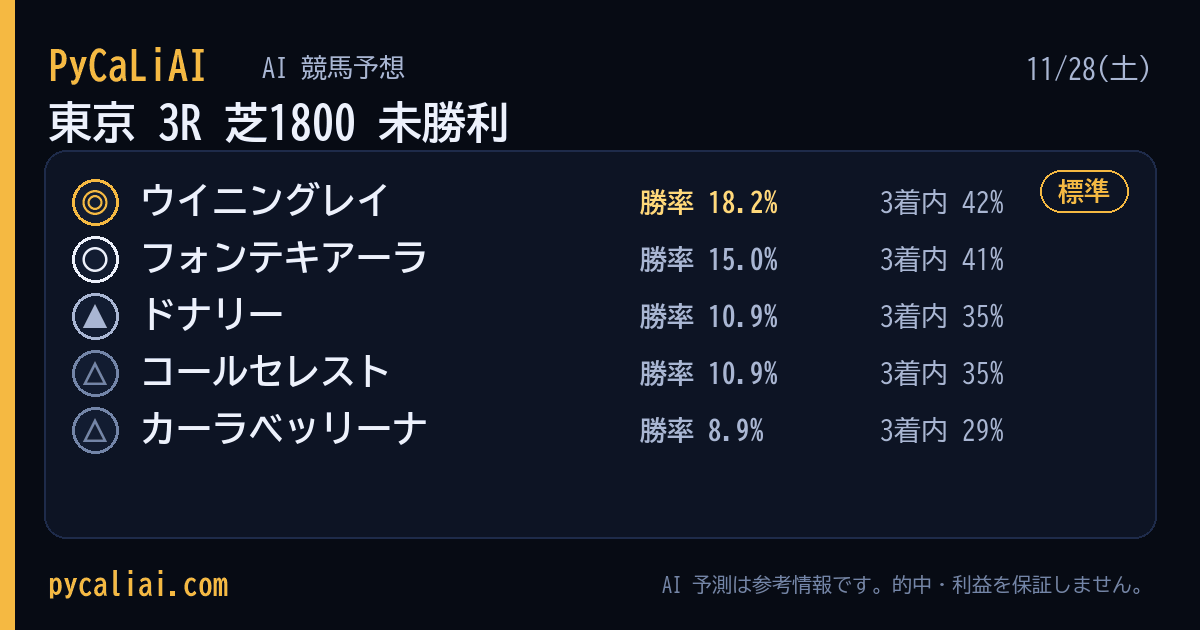 PyCaLiAI AI 競馬予想 11/28(土)
東京 3R 芝1800 未勝利
◎ ウイニングレイ 勝率 18.2% 3着内 42% 標準
○ フォンテキアーラ 勝率 15.0% 3着内 41%
▲ ドナリー 勝率 10.9% 3着内 35%
△ コールセレスト 勝率 10.9% 3着内 35%
△ カーラベッリーナ 勝率 8.9% 3着内 29%
pycaliai.com AI 予測は参考情報です。的中・利益を保証しません。